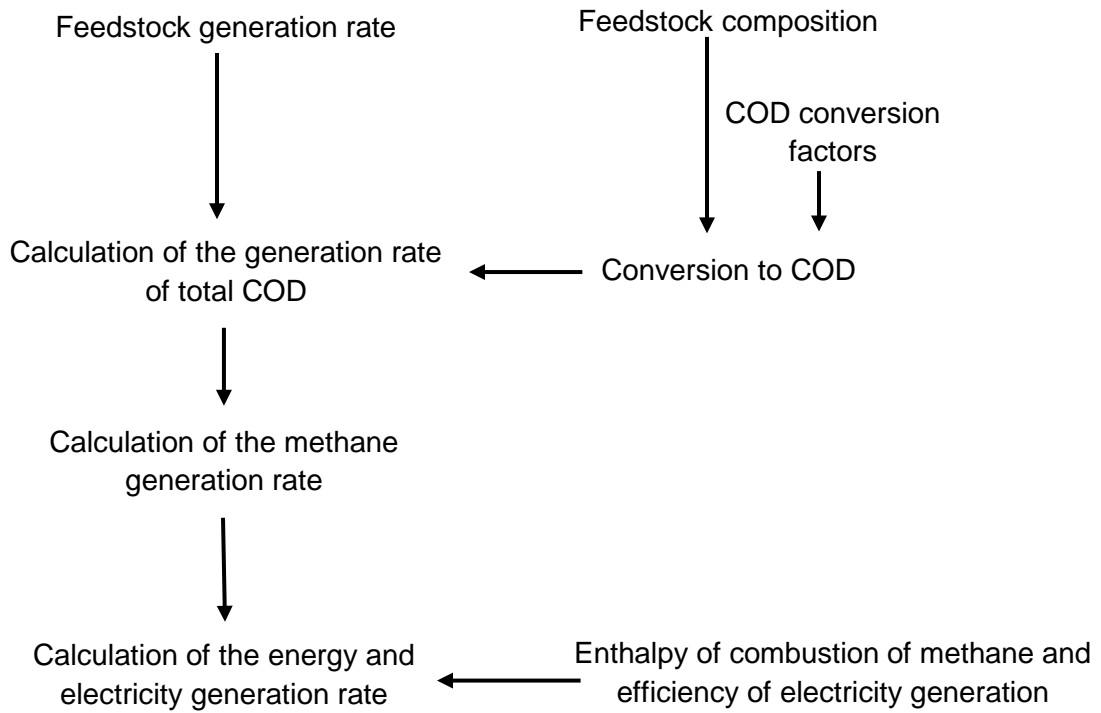 Feedstock generation rate
Feedstock composition
COD conversion
factors
Calculation of the generation rate
of total COD
Conversion to COD
Calculation of the methane
generation rate
Calculation of the energy and
electricity generation rate
Enthalpy of combustion of methane and
efficiency of electricity generation